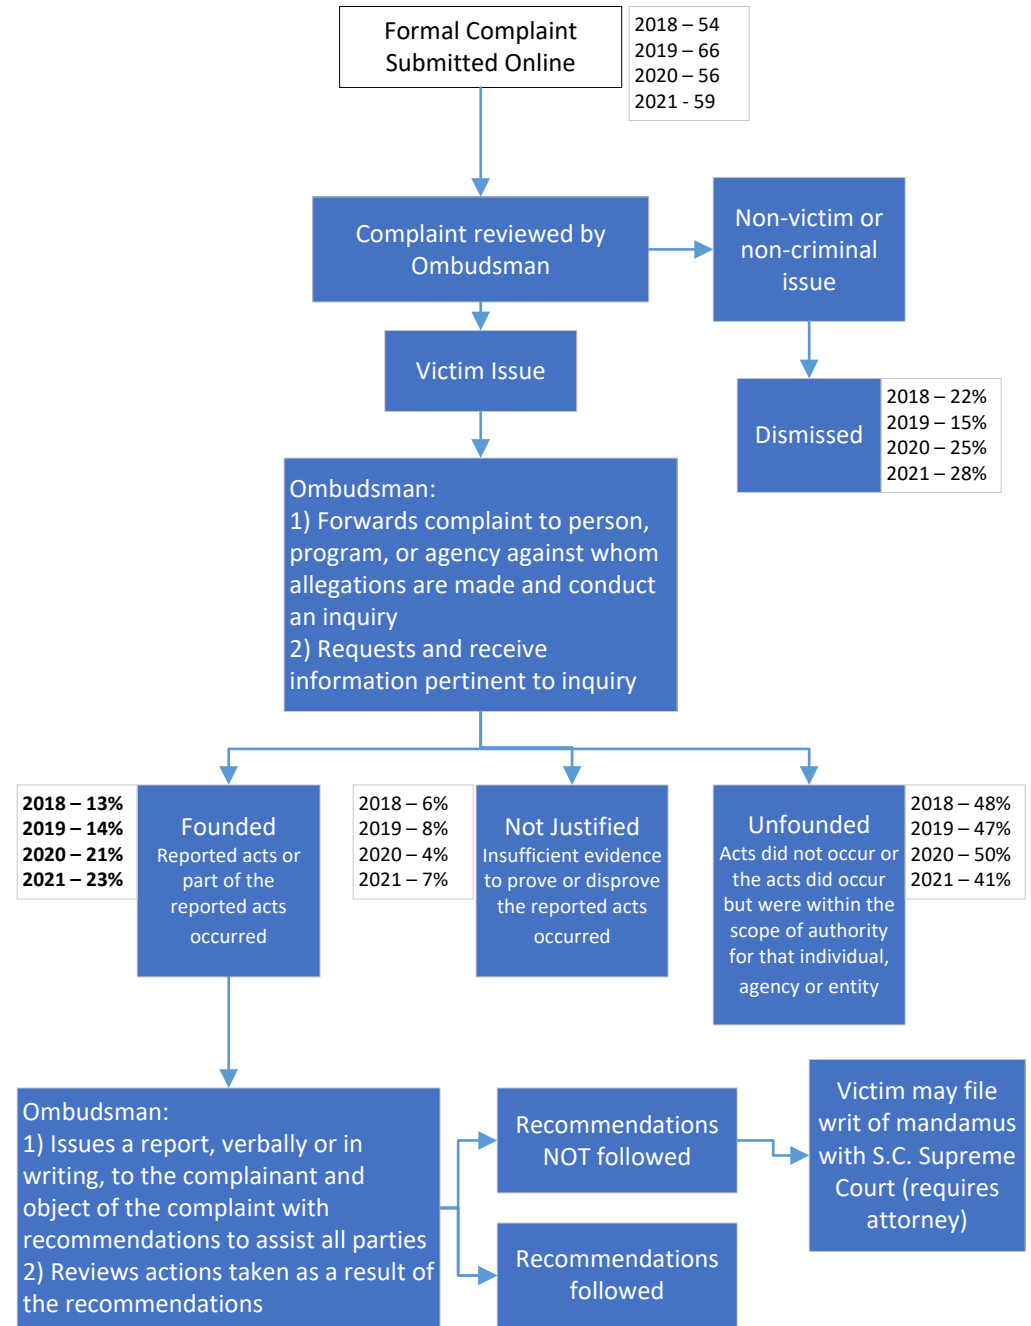 Formal Complaint
Submitted Online
2018 – 54
2019 – 66
2020 – 56
2021 - 59
Complaint reviewed by
Ombudsman
Non-victim or
non-criminal
issue
Victim Issue
Dismissed
2018 – 22%
2019 – 15%
2020 – 25%
2021 – 28%
Ombudsman:
1) Forwards complaint to person,
program, or agency against whom
allegations are made and conduct
an inquiry
2) Requests and receive
information pertinent to inquiry
2018 – 13%
2019 – 14%
2020 – 21%
2021 – 23%
Founded
Reported acts or
part of the
reported acts
occurred
2018 – 6%
2019 – 8%
2020 – 4%
2021 – 7%
Not Justified
Insufficient evidence
to prove or disprove
the reported acts
occurred
Unfounded
Acts did not occur or
the acts did occur
but were within the
scope of authority
for that individual,
agency or entity
2018 – 48%
2019 – 47%
2020 – 50%
2021 – 41%
Ombudsman:
1) Issues a report, verbally or in
writing, to the complainant and
object of the complaint with
recommendations to assist all parties
2) Reviews actions taken as a result of
the recommendations
Recommendations
NOT followed
Recommendations
followed
Victim may file
writ of mandamus
with S.C. Supreme
Court (requires
attorney)